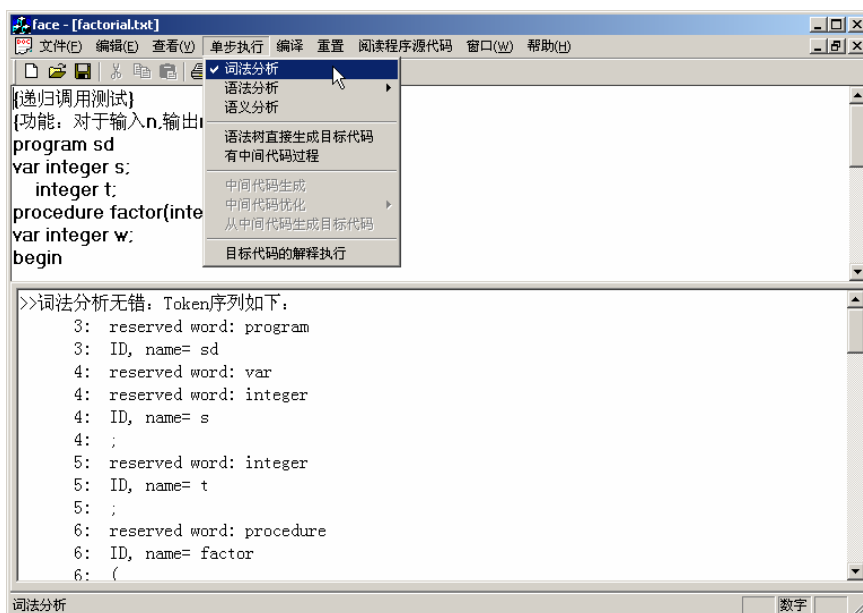 face - [factorial.txt]
文件(F) 编辑(E) 查看(V) 单步执行 编译 重置 阅读程序源代码 窗口(W) 帮助(H)
词法分析
语法分析
语义分析
语法树直接生成目标代码
有中间代码过程
中间代码生成
中间代码优化
从中间代码生成目标代码
目标代码的解释执行
{递归调用测试}
{功能：对于输入n,输出
program sd
var integer s;
integer t;
procedure factor(inte
var integer w;
begin
>>词法分析无错：Token序列如下：
3: reserved word: program
3: ID, name= sd
4: reserved word: var
4: reserved word: integer
4: ID, name= s
4: ;
5: reserved word: integer
5: ID, name= t
5: ;
6: reserved word: procedure
6: ID, name= factor
6: (
词法分析 数字